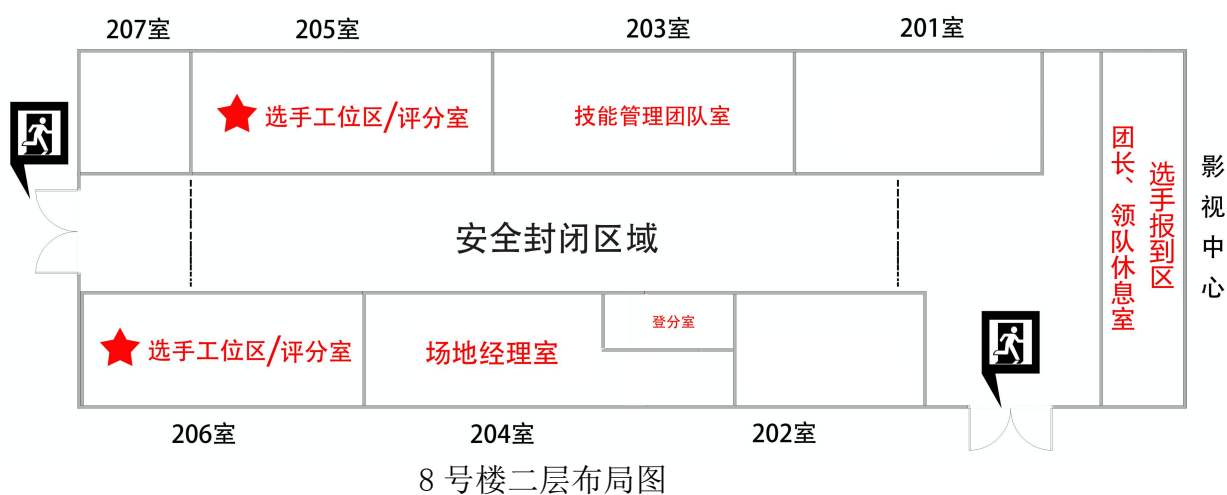 207室
205室
203室
201室
选手工位区/评分室
技能管理团队室
团长、领队休息室
选手报到区
影视中心
安全封闭区域
选手工位区/评分室
场地经理室
登分室
206室
204室
202室
8号楼二层布局图